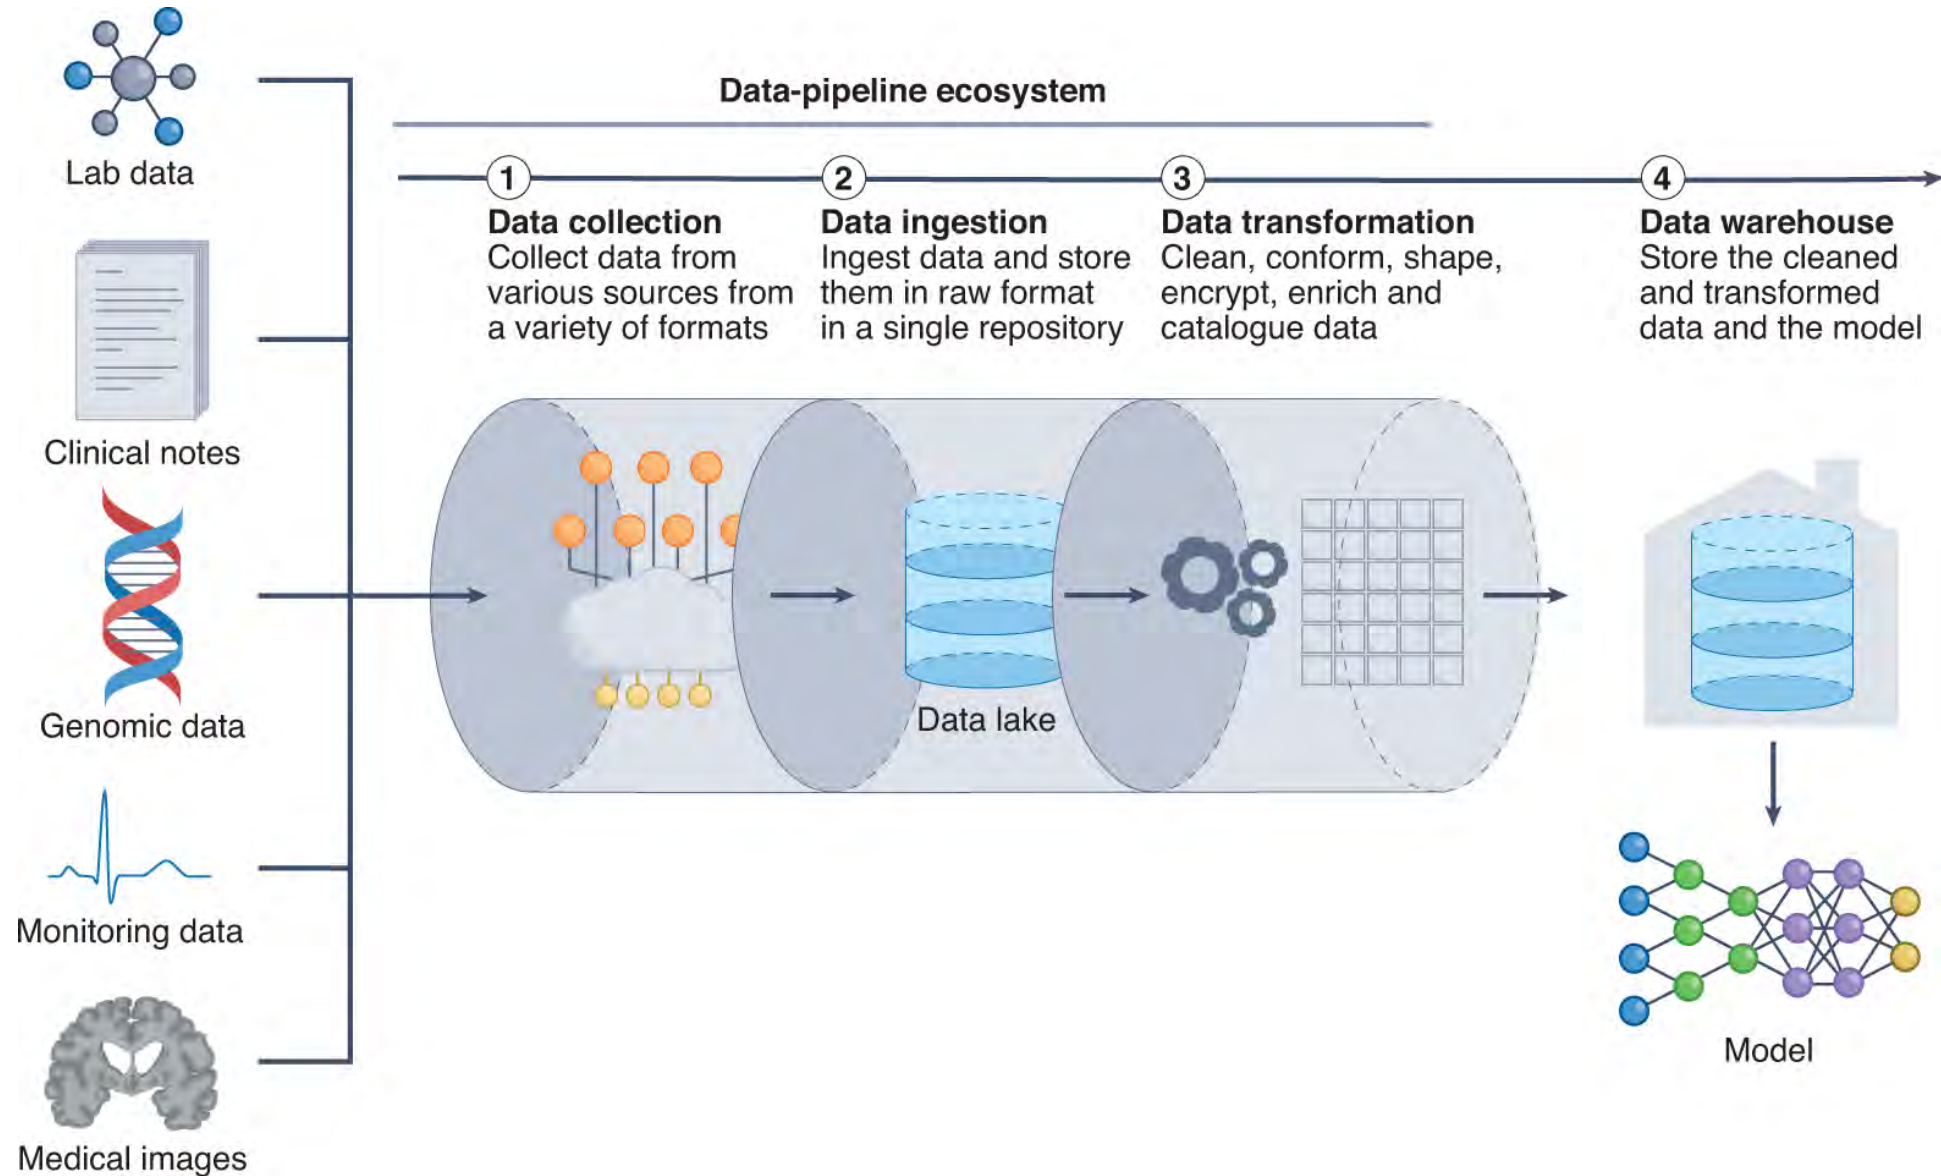 Lab data
Clinical notes
Genomic data
Monitoring data
Medical images
Data-pipeline ecosystem
1
Data collection
Collect data from
various sources from
a variety of formats
2
Data ingestion
Ingest data and store
them in raw format
in a single repository
3
Data transformation
Clean, conform, shape,
encrypt, enrich and
catalogue data
4
Data warehouse
Store the cleaned
and transformed
data and the model
Data lake
Model